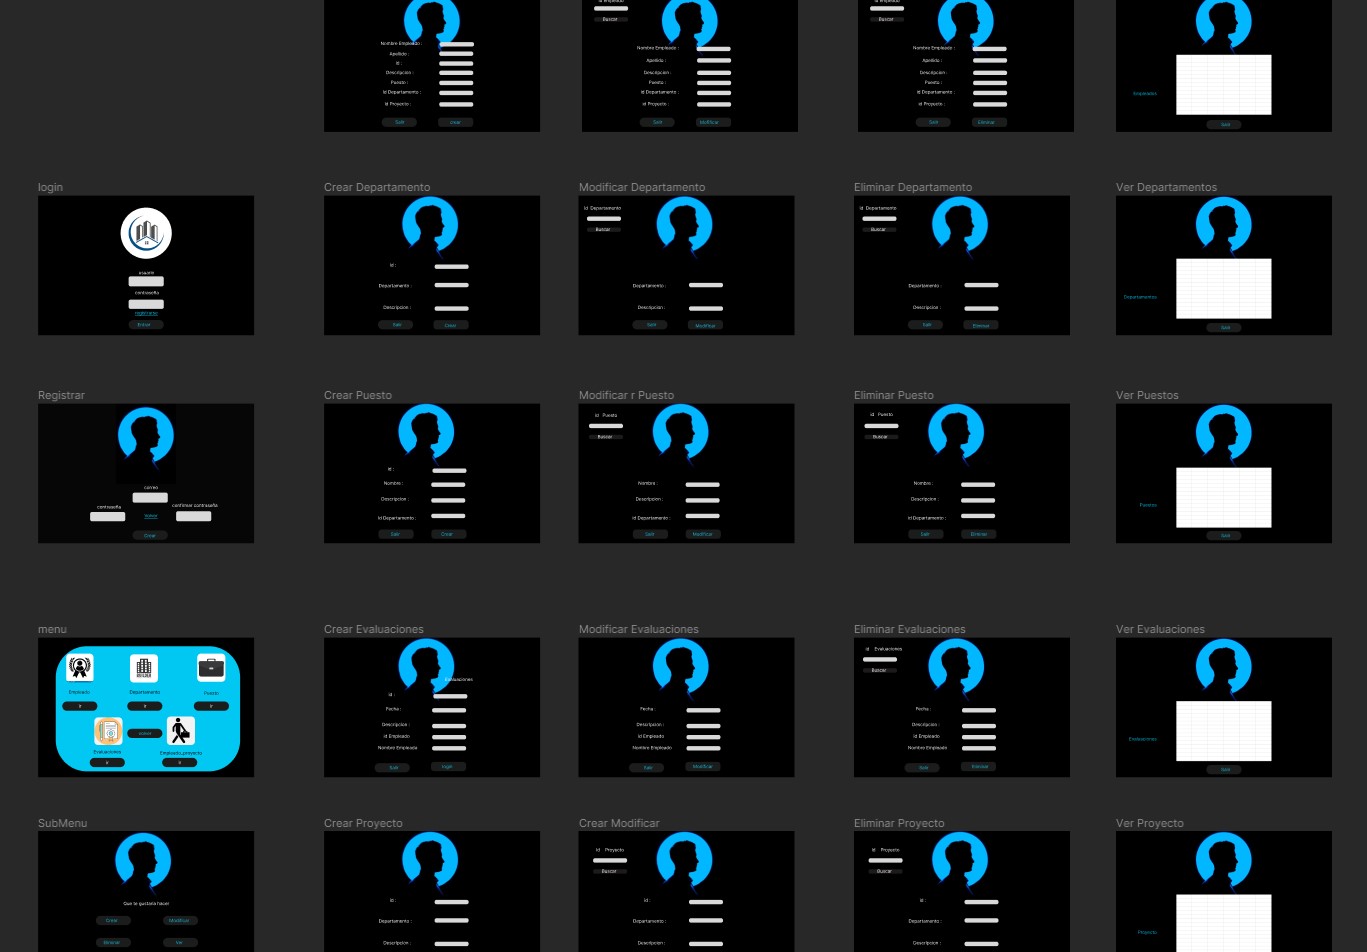 Nombre Empleado :
Apellido :
Id :
Descripcion :
Puesto :
Id Departamento :
Id Proyecto :
Salir
crear
Buscar
Nombre Empleado :
Apellido :
Descripcion :
Puesto :
Id Departamento :
Id Proyecto :
Salir
Modificar
Buscar
Nombre Empleado :
Apellido :
Descripcion :
Puesto :
Id Departamento :
Id Proyecto :
Salir
Eliminar
Empleados
Salir
login
usuario
contraseña
registrarse
Entrar
Crear Departamento
Id :
Departamento :
Descripcion :
Salir
Crear
Modificar Departamento
Id Departamento
Buscar
Departamento :
Descripcion :
Salir
Modificar
Eliminar Departamento
Id Departamento
Buscar
Departamento :
Descripcion :
Salir
Eliminar
Ver Departamentos
Departamentos
Salir
Registrar
correo
contraseña
confirmar contraseña
Volver
Crear
Crear Puesto
Id :
Nombre :
Descripcion :
Id Departamento :
Salir
Crear
Modificar r Puesto
Id Puesto
Buscar
Nombre :
Descripcion :
Id Departamento :
Salir
Modificar
Eliminar Puesto
Id Puesto
Buscar
Nombre :
Descripcion :
Id Departamento :
Salir
Eliminar
Ver Puestos
Puestos
Salir
menu
Empleado
Departamento
Puesto
Ir
Ir
Ir
Volver
Evaluaciones
Empleado_proyecto
Ir
Ir
Crear Evaluaciones
Evaluaciones
Id :
Fecha :
Descripcion :
Id Empleado
Nombre Empleado
Salir
Modificar Evaluaciones
Fecha :
Descripcion :
Id Empleado
Nombre Empleado
Salir
Modificar
Eliminar Evaluaciones
Id Evaluaciones
Buscar
Fecha :
Descripcion :
Id Empleado
Nombre Empleado
Salir
Eliminar
Ver Evaluaciones
Evaluaciones
Salir
SubMenu
Que te gustaria hacer
Crear
Modificar
Eliminar
Ver
Crear Proyecto
Id :
Departamento :
Descripcion :
Crear Modificar
Id Proyecto
Buscar
Id :
Departamento :
Descripcion :
Eliminar Proyecto
Id Proyecto
Buscar
Id :
Departamento :
Descripcion :
Ver Proyecto
Proyecto